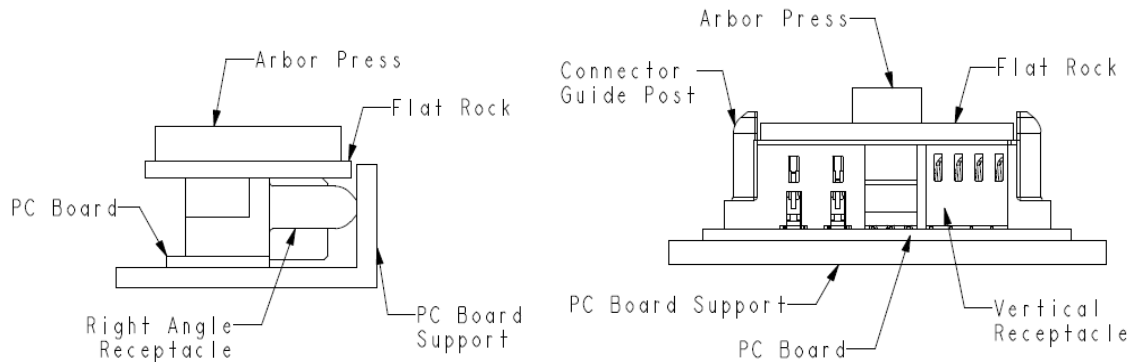 Arbor Press
Flat Rock
PC Board
Right Angle
Receptacle
PC Board
Support
Arbor Press
Connector
Guide Post
Flat Rock
PC Board Support
PC Board
Vertical
Receptacle